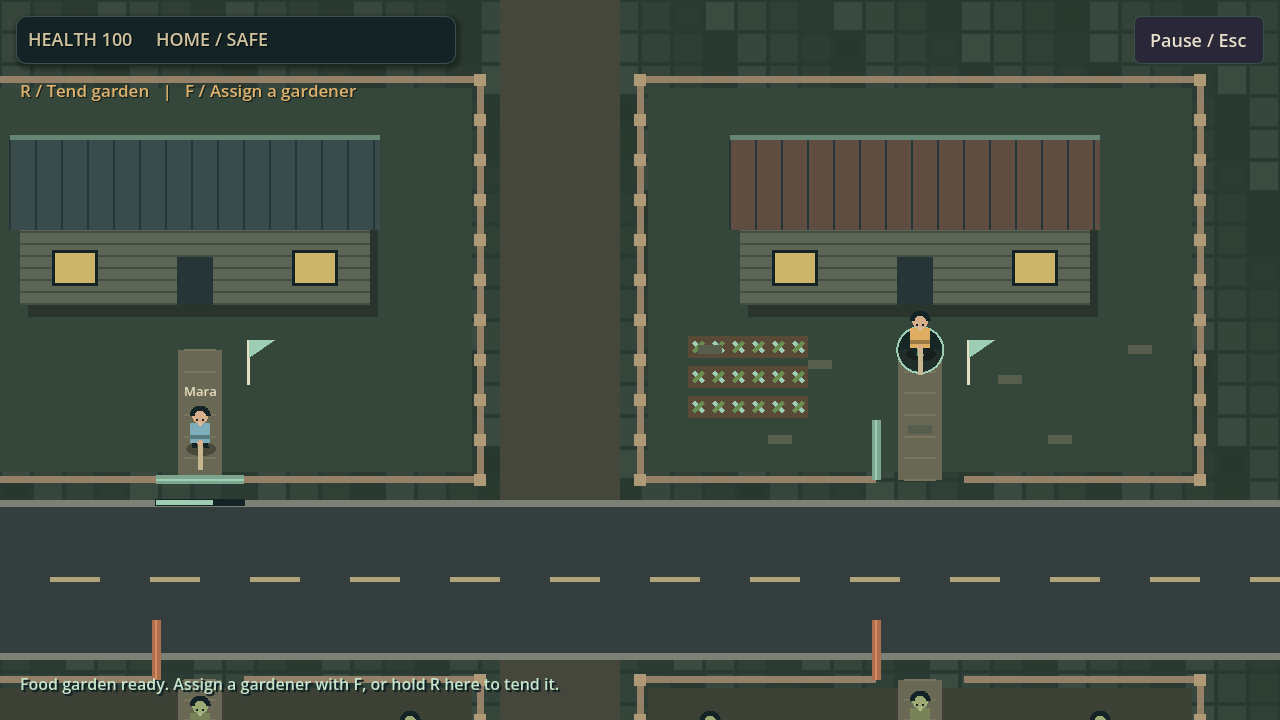 HEALTH 100 HOME / SAFE
Pause / Esc
R / Tend garden | F / Assign a gardener
Mara
Food garden ready. Assign a gardener with F, or hold R here to tend it.